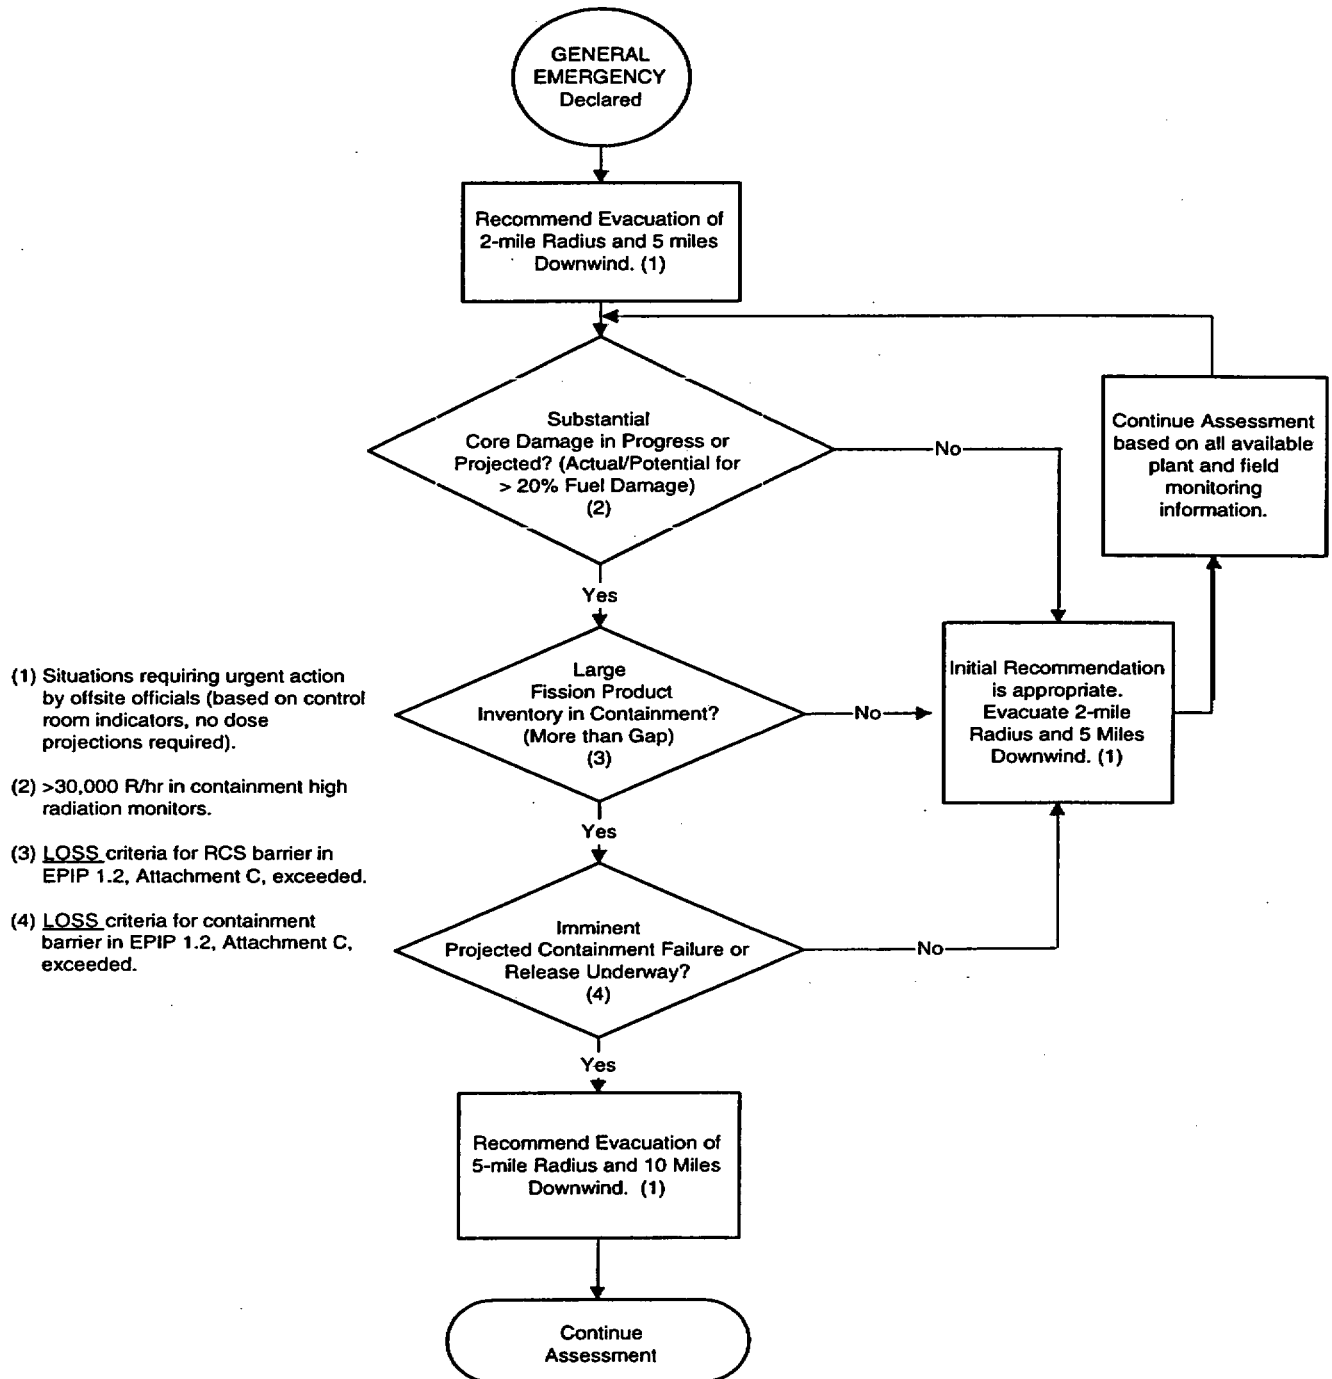 GENERAL
EMERGENCY
Declared
Recommend Evacuation of
2-mile Radius and 5 miles
Downwind. (1)
Substantial
Core Damage in Progress or
Projected? (Actual/Potential for
> 20% Fuel Damage)
(2)
No
Continue Assessment
based on all available
plant and field
monitoring
information.
Yes
(1) Situations requiring urgent action
by offsite officials (based on control
room indicators, no dose
projections required).
(2) >30,000 R/hr in containment high
radiation monitors.
(3) LOSS criteria for RCS barrier in
EPIP 1.2, Attachment C, exceeded.
(4) LOSS criteria for containment
barrier in EPIP 1.2, Attachment C,
exceeded.
Large
Fission Product
Inventory in Containment?
(More than Gap)
(3)
No
Initial Recommendation
is appropriate.
Evacuate 2-mile
Radius and 5 Miles
Downwind. (1)
Yes
Imminent
Projected Containment Failure or
Release Underway?
(4)
No
Yes
Recommend Evacuation of
5-mile Radius and 10 Miles
Downwind. (1)
Continue
Assessment